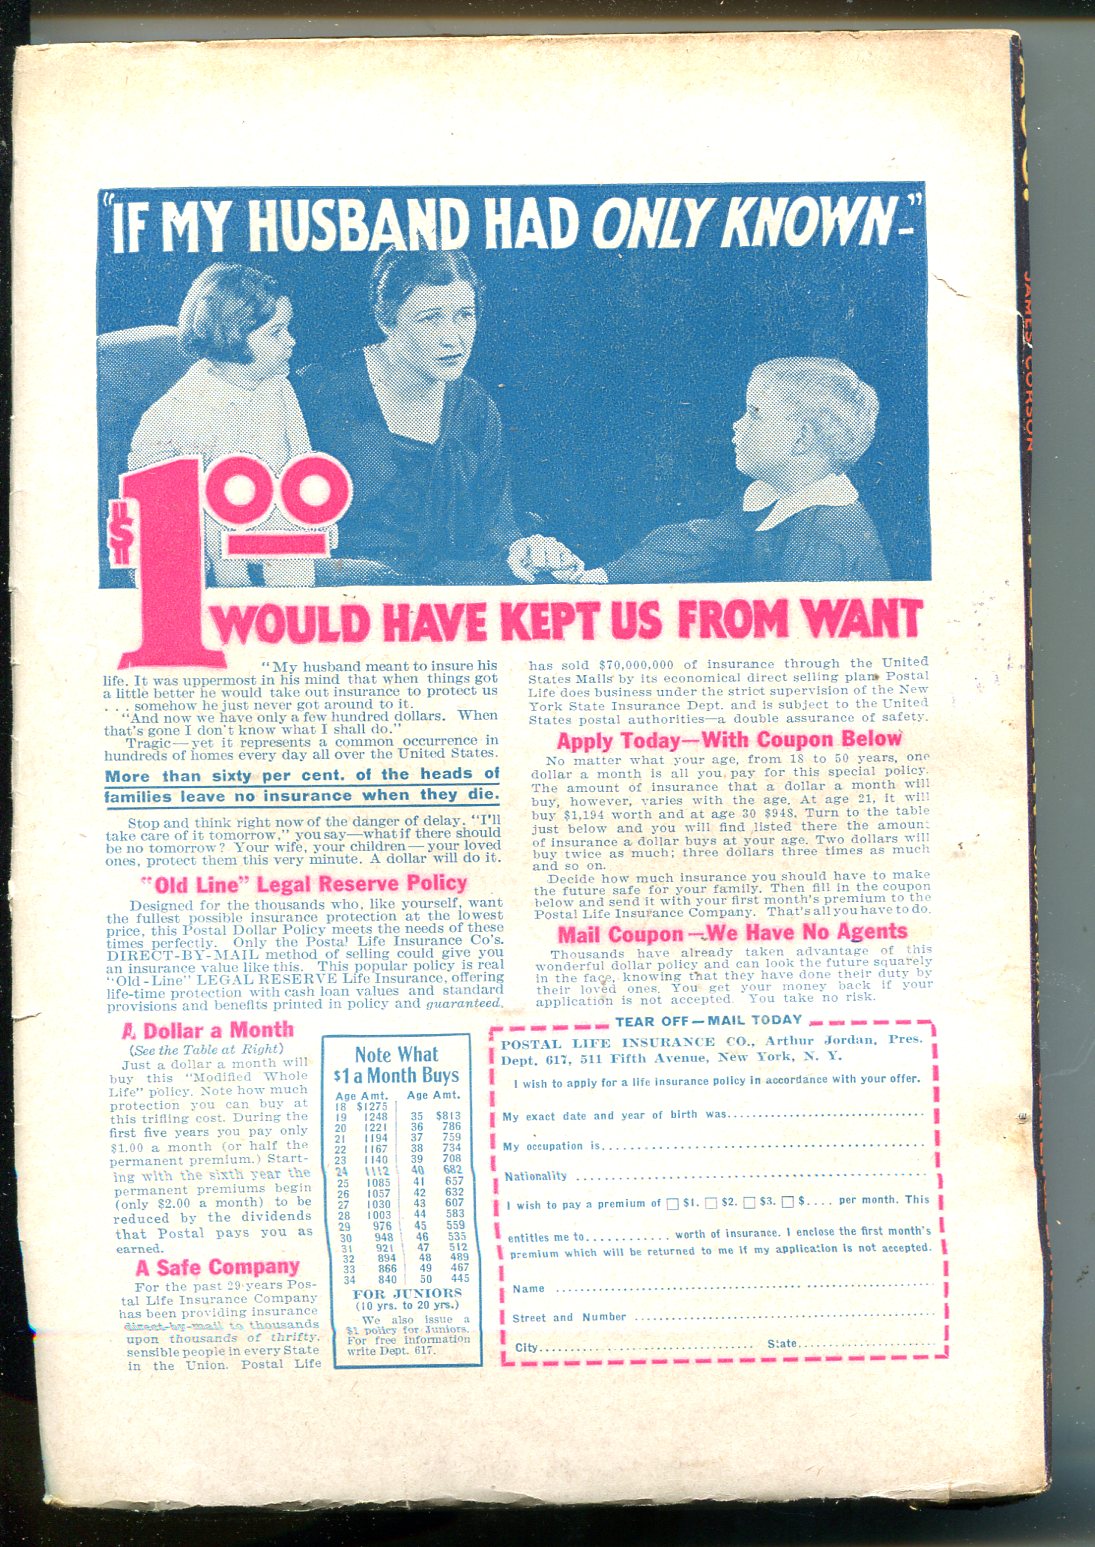 "IF MY HUSBAND HAD ONLY KNOWN-"
US $1.00
WOULD HAVE KEPT US FROM WANT
"My husband meant to insure his
life. It was uppermost in his mind that when things got
a little better he would take out insurance to protect us
. . . somehow he just never got around to it.
"And now we have only a few hundred dollars. When
that's gone I don't know what I shall do."
Tragic—yet it represents a common occurrence in
hundreds of homes every day all over the United States.
More than sixty per cent. of the heads of
families leave no insurance when they die.
Stop and think right now of the danger of delay. "I'll
take care of it tomorrow," you say—what if there should
be no tomorrow? Your wife, your children—your loved
ones, protect them this very minute. A dollar will do it.
"Old Line" Legal Reserve Policy
Designed for the thousands who, like yourself, want
the fullest possible insurance protection at the lowest
price, this Postal Dollar Policy meets the needs of these
times perfectly. Only the Postal Life Insurance Co's.
DIRECT-BY-MAIL method of selling could give you
an insurance value like this. This popular policy is real
"Old-Line" LEGAL RESERVE Life Insurance, offering
life-time protection with cash loan values and standard
provisions and benefits printed in policy and guaranteed.
A Dollar a Month
(See the Table at Right)
Just a dollar a month will
buy this "Modified Whole
Life" policy. Note how much
protection you can buy at
this trifling cost. During the
first five years you pay only
$1.00 a month (or half the
permanent premium.) Start-
ing with the sixth year the
permanent premiums begin
(only $2.00 a month) to be
reduced by the dividends
that Postal pays you as
earned.
A Safe Company
For the past 29 years Pos-
tal Life Insurance Company
has been providing insurance
direct-by-mail to thousands
upon thousands of thrifty,
sensible people in every State
in the Union. Postal Life
Note What
$1 a Month Buys
Age Amt. Age Amt.
18 $1275
19 1248 35 $813
20 1221 36 786
21 1194 37 759
22 1167 38 734
23 1140 39 708
24 1112 40 682
25 1085 41 657
26 1057 42 632
27 1030 43 607
28 1003 44 583
29 976 45 559
30 948 46 535
31 921 47 512
32 894 48 489
33 866 49 467
34 840 50 445
FOR JUNIORS
(10 yrs. to 20 yrs.)
We also issue a
$1 policy for Juniors.
For free information
write Dept. 617.
has sold $70,000,000 of insurance through the United
States Mails by its economical direct selling plan. Postal
Life does business under the strict supervision of the New
York State Insurance Dept. and is subject to the United
States postal authorities—a double assurance of safety.
Apply Today—With Coupon Below
No matter what your age, from 18 to 50 years, one
dollar a month is all you pay for this special policy.
The amount of insurance that a dollar a month will
buy, however, varies with the age. At age 21, it will
buy $1,194 worth and at age 30 $948. Turn to the table
just below and you will find listed there the amount
of insurance a dollar buys at your age. Two dollars will
buy twice as much; three dollars three times as much
and so on.
Decide how much insurance you should have to make
the future safe for your family. Then fill in the coupon
below and send it with your first month's premium to the
Postal Life Insurance Company. That's all you have to do.
Mail Coupon—We Have No Agents
Thousands have already taken advantage of this
wonderful dollar policy and can look the future squarely
in the face, knowing that they have done their duty by
their loved ones. You get your money back if your
application is not accepted. You take no risk.
TEAR OFF—MAIL TODAY
POSTAL LIFE INSURANCE CO., Arthur Jordan, Pres.
Dept. 617, 511 Fifth Avenue, New York, N. Y.
I wish to apply for a life insurance policy in accordance with your offer.
My exact date and year of birth was
My occupation is
Nationality
I wish to pay a premium of □ $1. □ $2. □ $3. □ $.... per month. This
entitles me to............ worth of insurance. I enclose the first month's
premium which will be returned to me if my application is not accepted.
Name
Street and Number
City State
JAMES CORSON